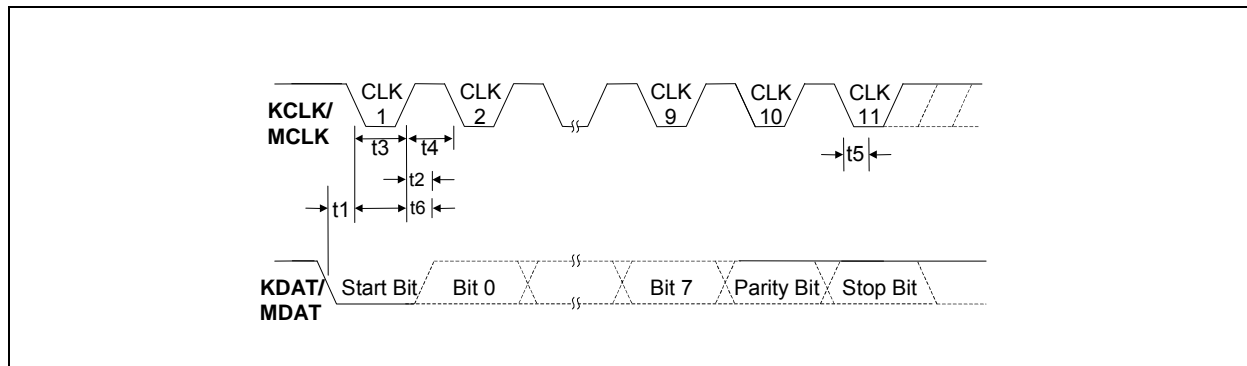 KCLK/
MCLK
CLK
1
CLK
2
CLK
9
CLK
10
CLK
11
t3
t4
t5
t2
t1
t6
KDAT/
MDAT
Start Bit
Bit 0
Bit 7
Parity Bit
Stop Bit